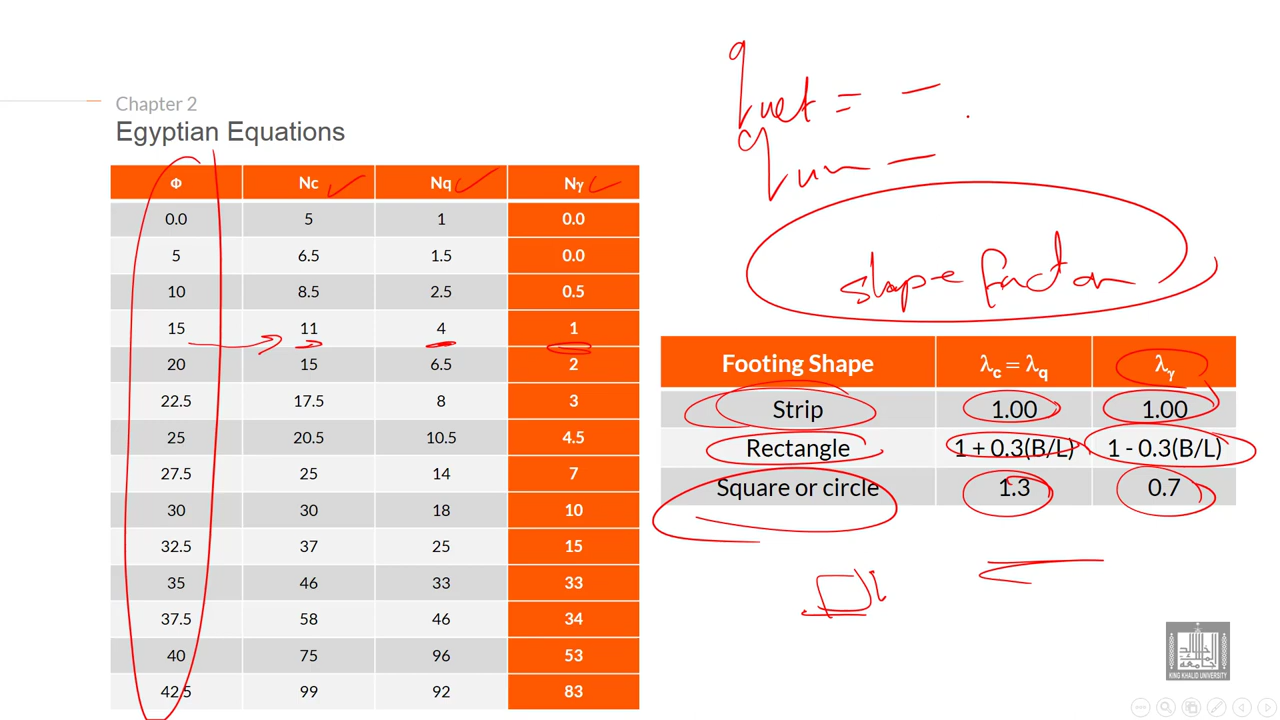 Chapter 2
Egyptian Equations
Φ Nc Nq Nγ
0.0 5 1 0.0
5 6.5 1.5 0.0
10 8.5 2.5 0.5
15 11 4 1
20 15 6.5 2
22.5 17.5 8 3
25 20.5 10.5 4.5
27.5 25 14 7
30 30 18 10
32.5 37 25 15
35 46 33 33
37.5 58 46 34
40 75 96 53
42.5 99 92 83
q net = —
shape factor
Footing Shape λc = λq λγ
Strip 1.00 1.00
Rectangle 1 + 0.3(B/L) 1 - 0.3(B/L)
Square or circle 1.3 0.7
KING KHALID UNIVERSITY